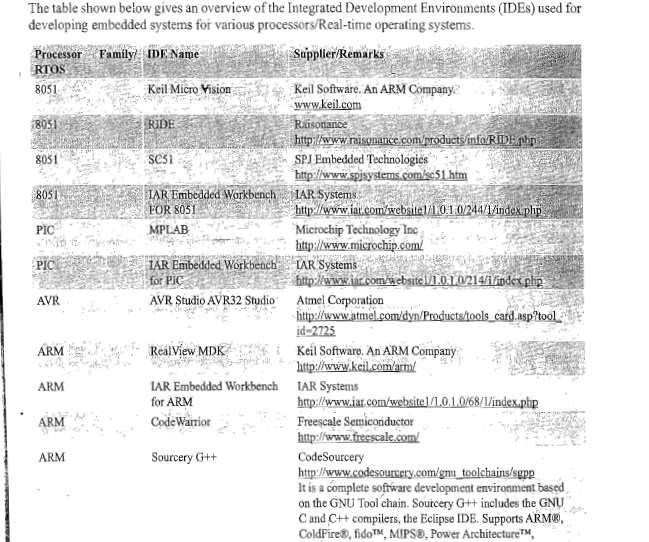 The table shown below gives an overview of the Integrated Development Environments (IDEs) used for
developing embedded systems for various processors/Real-time operating systems.
Processor Family/ IDE Name Supplier/Remarks
RTOS
8051 Keil Micro Vision Keil Software. An ARM Company.
www.keil.com
8051 RIDE Raisonance
http://www.raisonance.com/products/info/RIDE.php
8051 SC51 SPJ Embedded Technologies
http://www.spjsystems.com/sc51.htm
8051 IAR Embedded Workbench IAR Systems
FOR 8051 http://www.iar.com/website1/1.0.1.0/244/1/index.php
PIC MPLAB Microchip Technology Inc
http://www.microchip.com/
PIC IAR Embedded Workbench IAR Systems
for PIC http://www.iar.com/website1/1.0.1.0/214/1/index.php
AVR AVR Studio AVR32 Studio Atmel Corporation
http://www.atmel.com/dyn/Products/tools_card.asp?tool_
id=2725
ARM RealView MDK Keil Software. An ARM Company
http://www.keil.com/arm/
ARM IAR Embedded Workbench IAR Systems
for ARM http://www.iar.com/website1/1.0.1.0/68/1/index.php
ARM CodeWarrior Freescale Semiconductor
http://www.freescale.com/
ARM Sourcery G++ CodeSourcery
http://www.codesourcery.com/gnu_toolchains/sgpp
It is a complete software development environment based
on the GNU Tool chain. Sourcery G++ includes the GNU
C and C++ compilers, the Eclipse IDE. Supports ARM®,
ColdFire®, fido™, MIPS®, Power Architecture™,